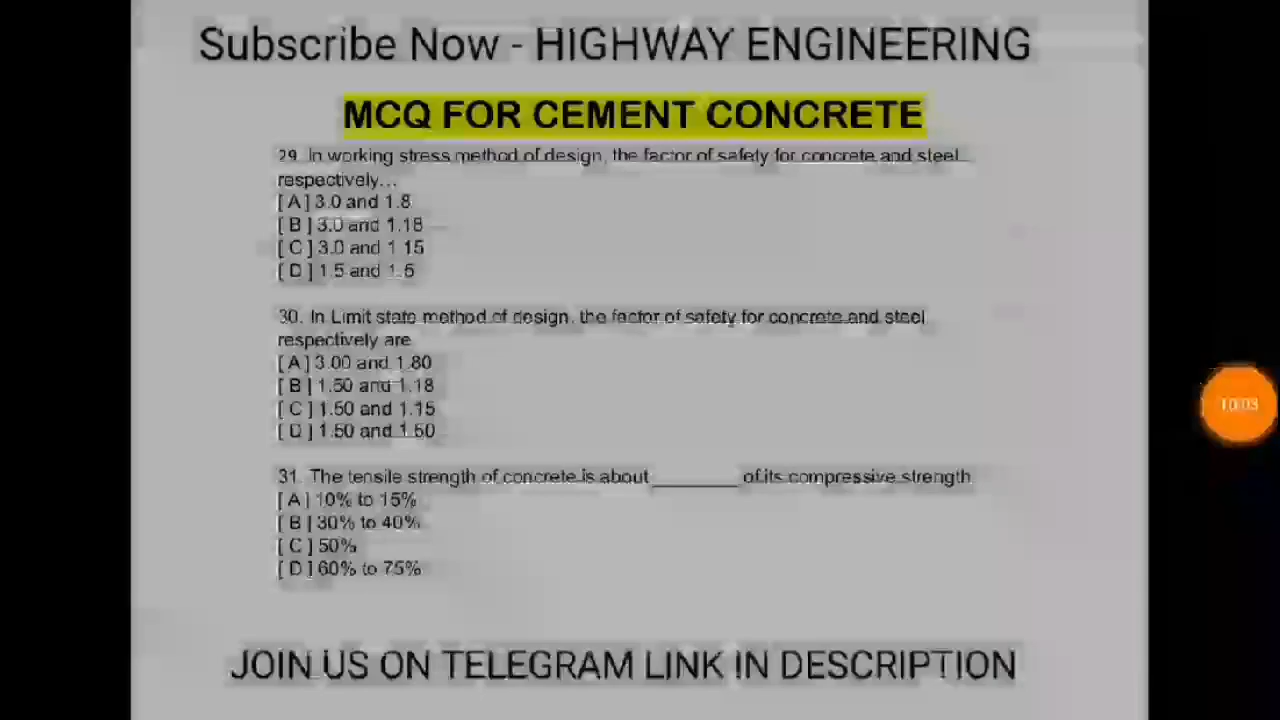 Subscribe Now - HIGHWAY ENGINEERING
MCQ FOR CEMENT CONCRETE
29. In working stress method of design, the factor of safety for concrete and steel
respectively...
[ A ] 3.0 and 1.8
[ B ] 3.0 and 1.18
[ C ] 3.0 and 1.15
[ D ] 1.5 and 1.5
30. In Limit state method of design, the factor of safety for concrete and steel
respectively are
[ A ] 3.00 and 1.80
[ B ] 1.50 and 1.18
[ C ] 1.50 and 1.15
[ D ] 1.50 and 1.50
10:03
31. The tensile strength of concrete is about ________ of its compressive strength
[ A ] 10% to 15%
[ B ] 30% to 40%
[ C ] 50%
[ D ] 60% to 75%
JOIN US ON TELEGRAM LINK IN DESCRIPTION